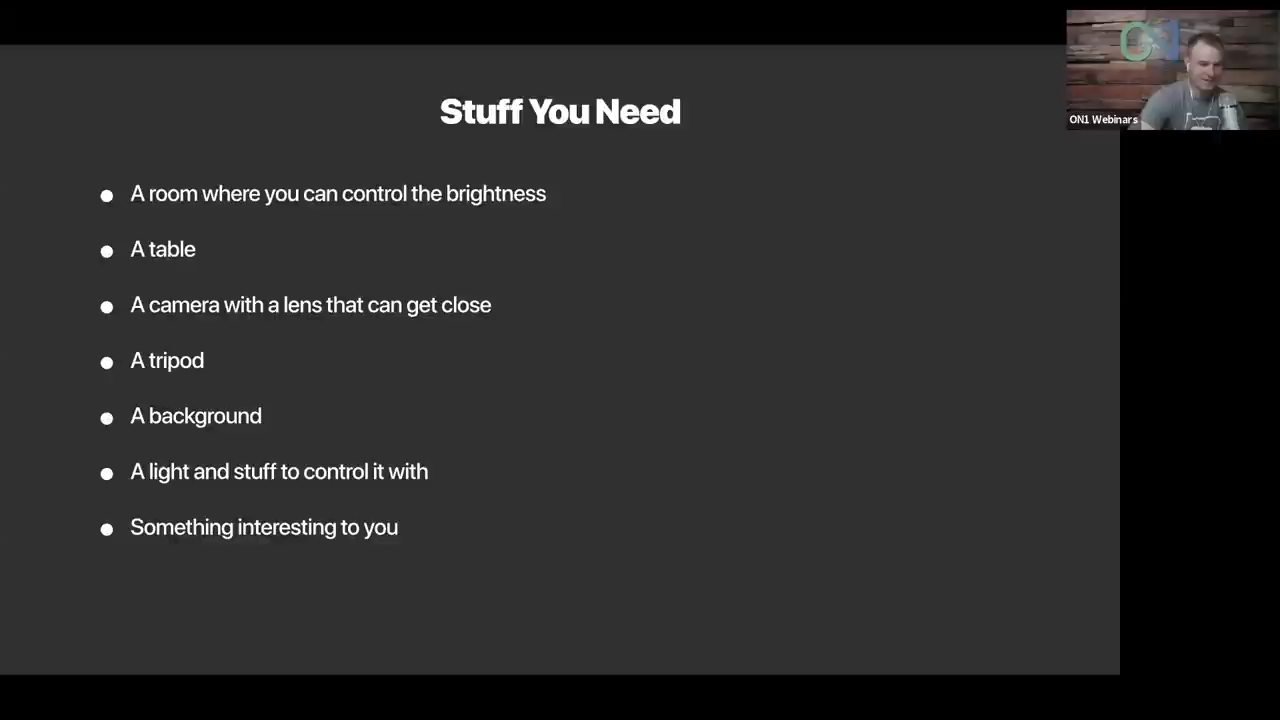 Stuff You Need
A room where you can control the brightness
A table
A camera with a lens that can get close
A tripod
A background
A light and stuff to control it with
Something interesting to you
ON1
ON1 Webinars